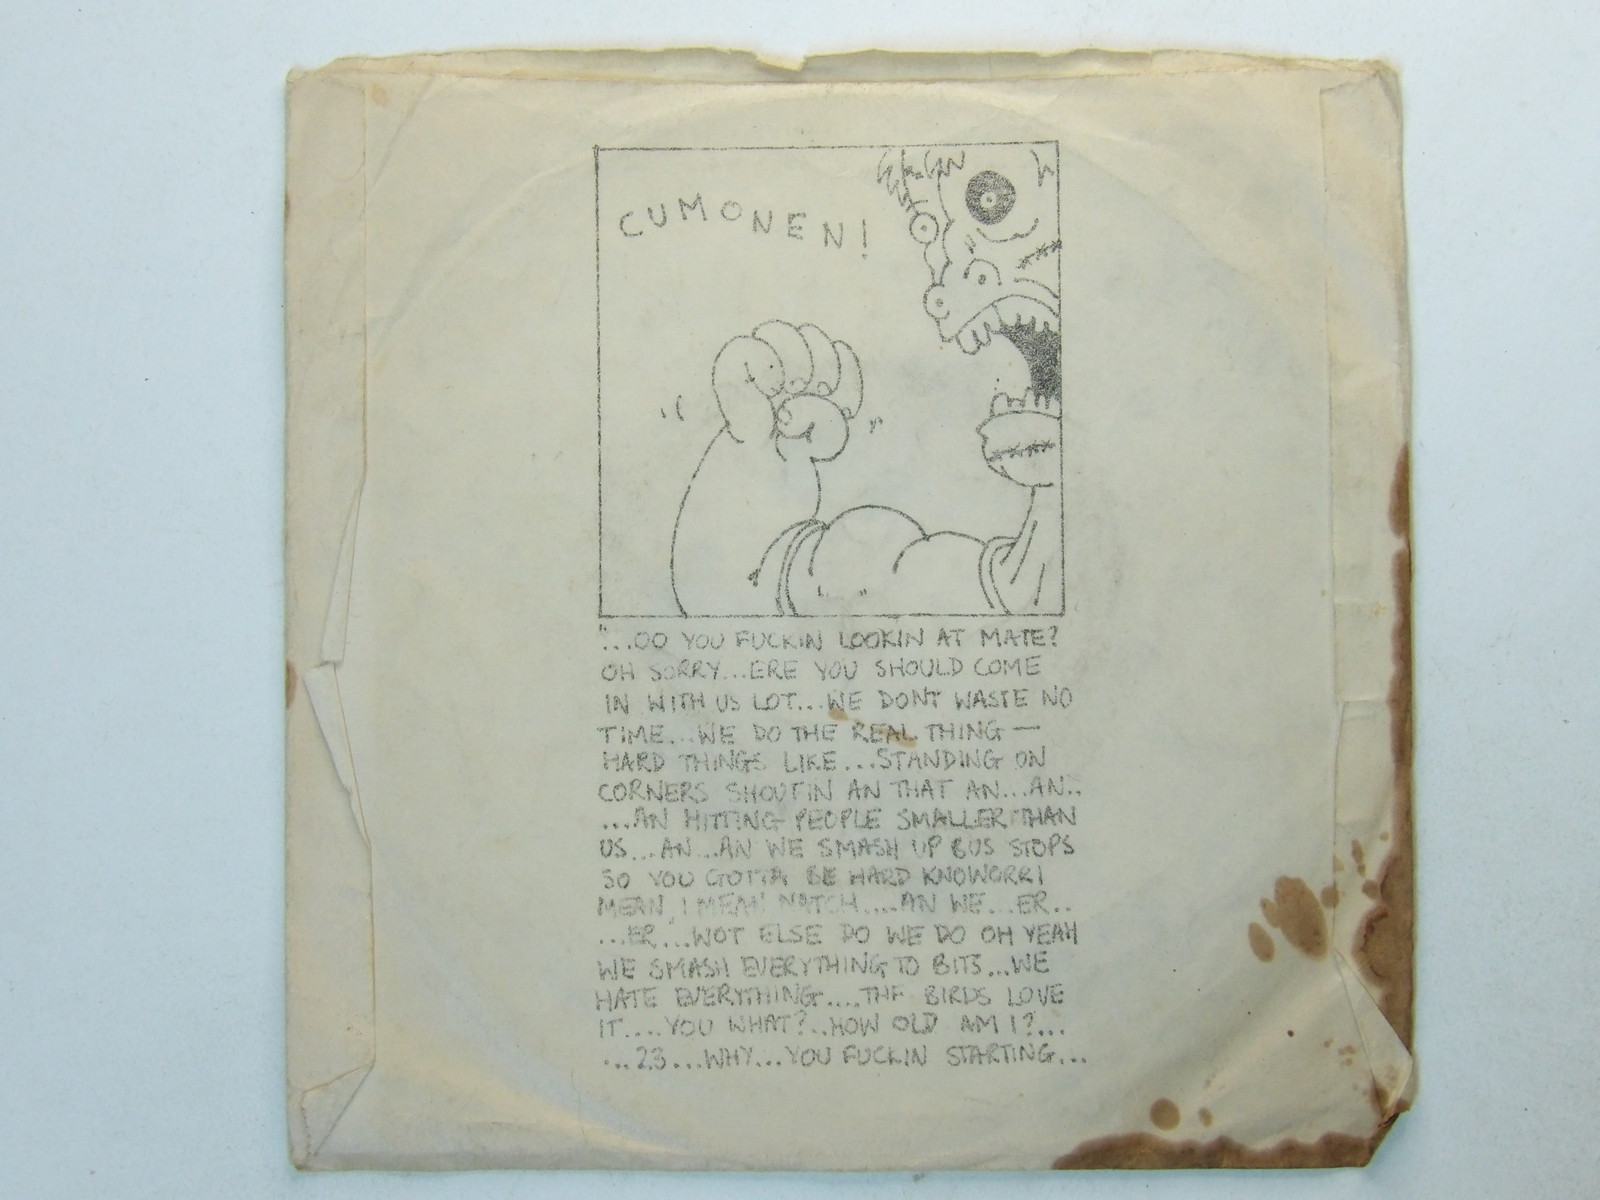 CUMONEN!
"...OO YOU FUCKIN LOOKIN AT MATE?
OH SORRY...ERE YOU SHOULD COME
IN WITH US LOT...WE DONT WASTE NO
TIME...WE DO THE REAL THING —
HARD THINGS LIKE...STANDING ON
CORNERS SHOUTIN AN THAT AN...AN..
...AN HITTING PEOPLE SMALLER THAN
US...AN...AN WE SMASH UP BUS STOPS
SO YOU GOTTA BE HARD KNOWORRI
MEAN, I MEAN NATCH....AN WE...ER..
...ER...WOT ELSE DO WE DO OH YEAH
WE SMASH EVERYTHING TO BITS...WE
HATE EVERYTHING....THE BIRDS LOVE
IT....YOU WHAT?..HOW OLD AM I?...
...23...WHY...YOU FUCKIN STARTING...